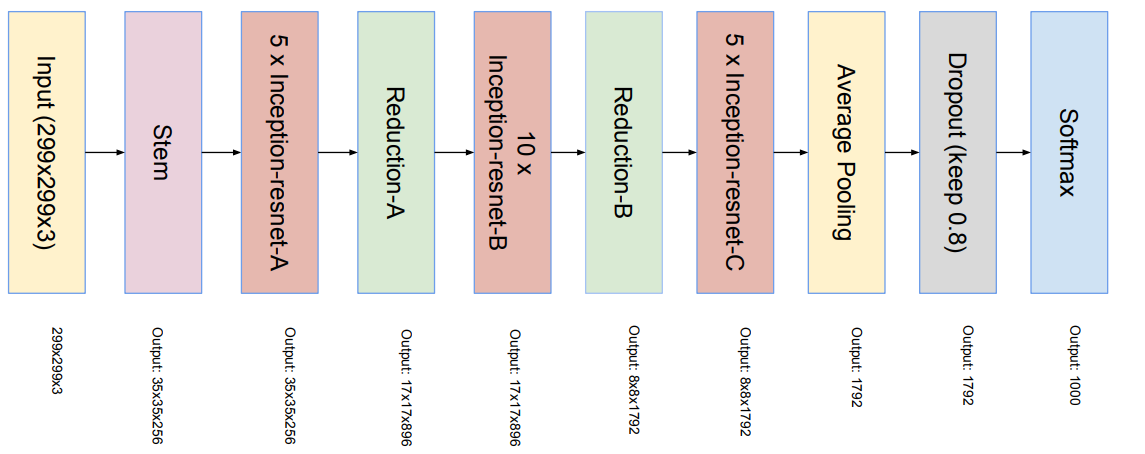 Input (299x299x3)
Stem
5 x Inception-resnet-A
Reduction-A
10 x
Inception-resnet-B
Reduction-B
5 x Inception-resnet-C
Average Pooling
Dropout (keep 0.8)
Softmax
299x299x3
Output: 35x35x256
Output: 35x35x256
Output: 17x17x896
Output: 17x17x896
Output: 8x8x1792
Output: 8x8x1792
Output: 1792
Output: 1792
Output: 1000